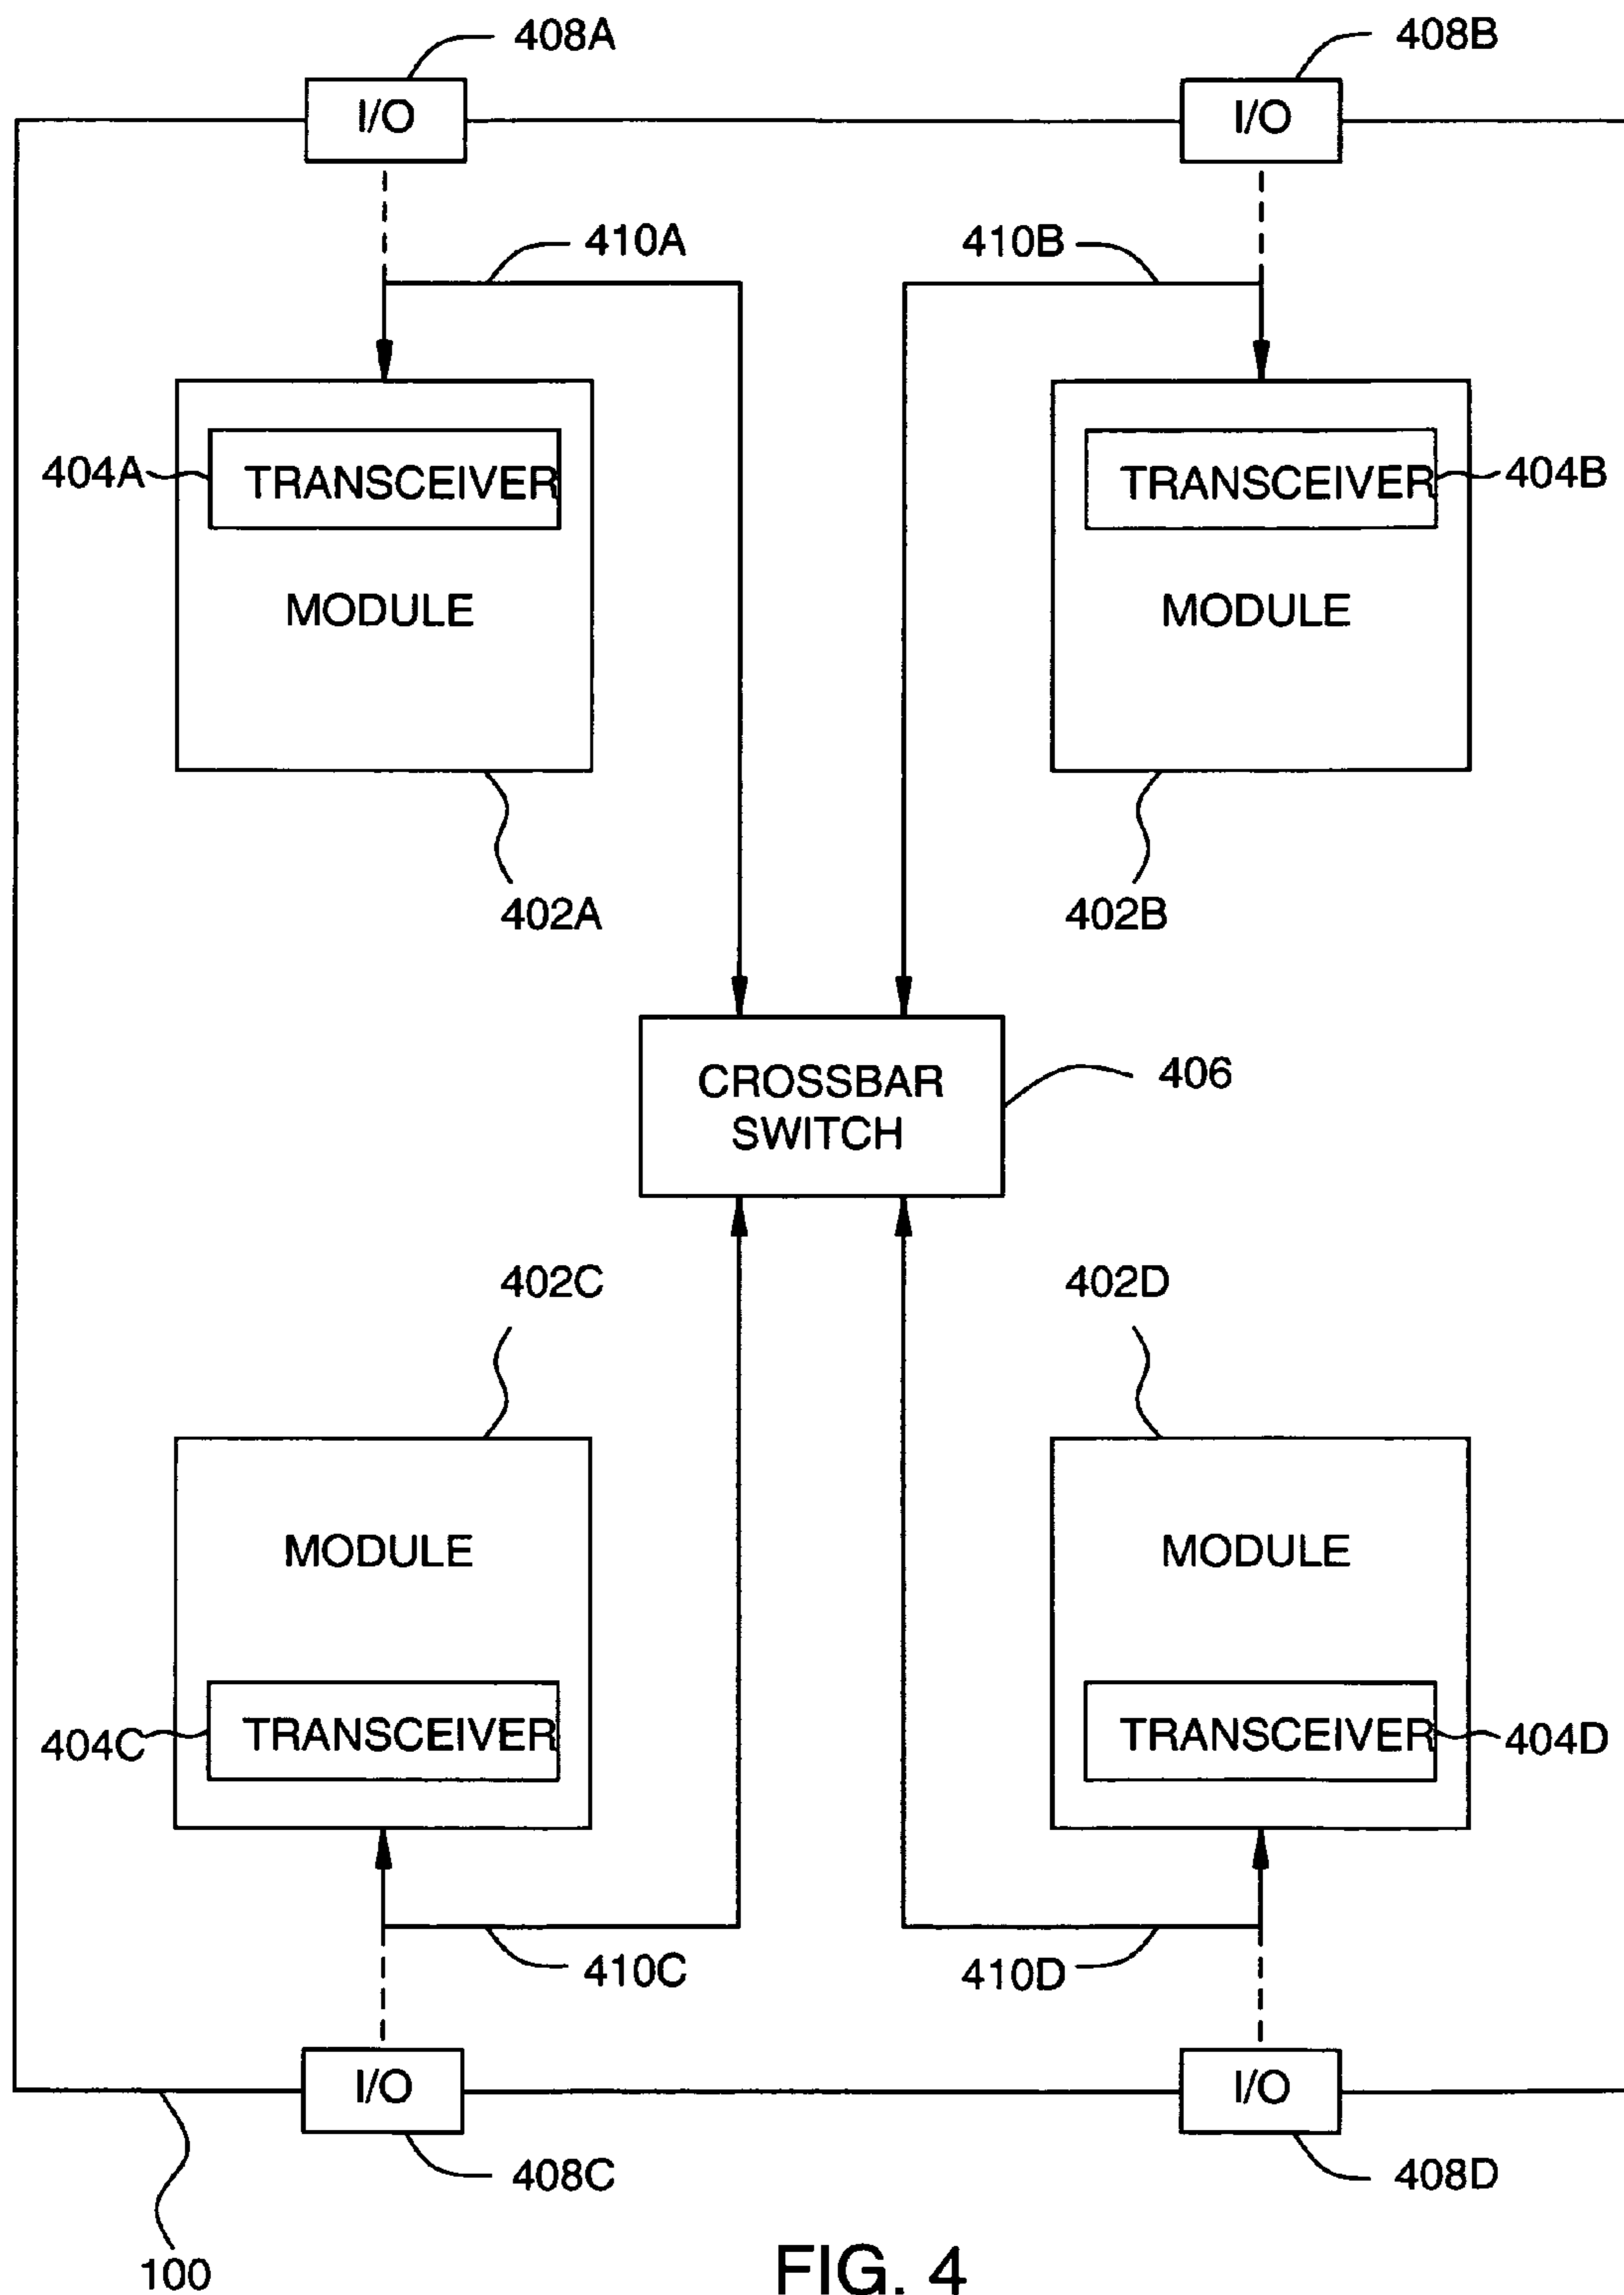 408A
408B
I/O
I/O
410A
410B
404A
TRANSCEIVER
TRANSCEIVER
404B
MODULE
MODULE
402A
402B
CROSSBAR
SWITCH
406
402C
402D
MODULE
MODULE
404C
TRANSCEIVER
TRANSCEIVER
404D
410C
410D
I/O
I/O
408C
408D
100
FIG. 4